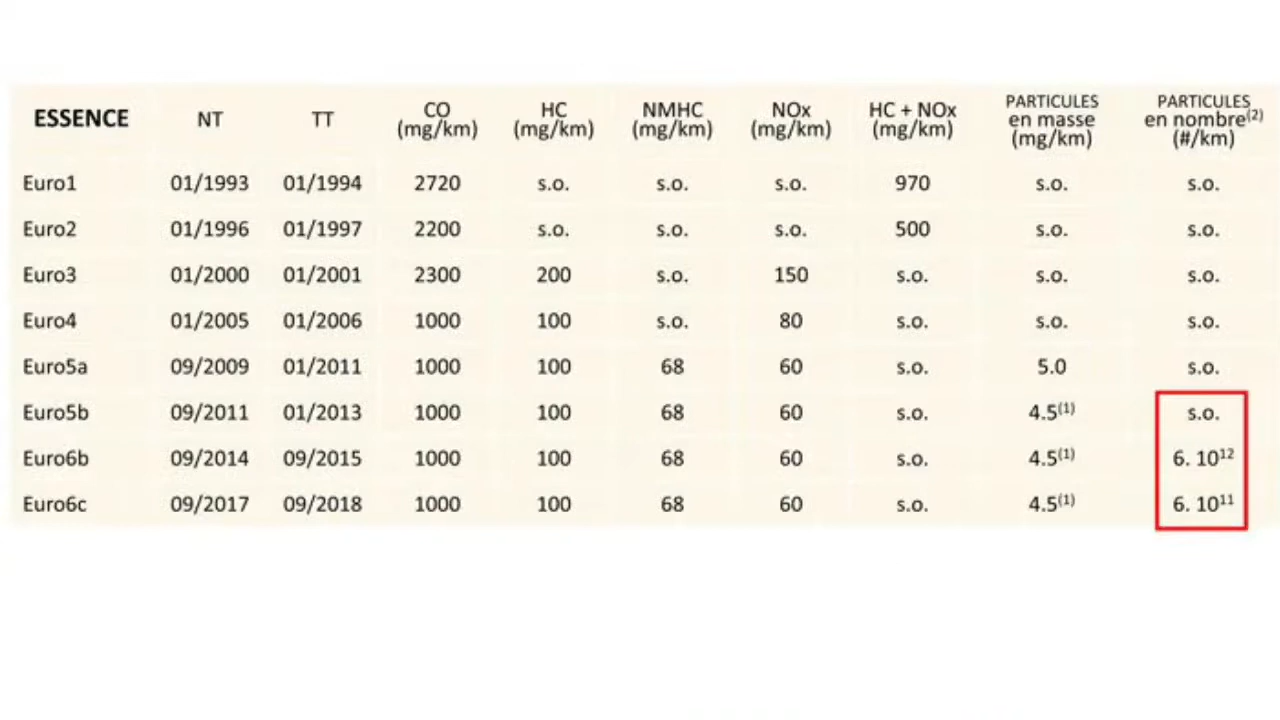 ESSENCE NT TT CO (mg/km) HC (mg/km) NMHC (mg/km) NOx (mg/km) HC + NOx (mg/km) PARTICULES en masse (mg/km) PARTICULES en nombre(2) (#/km)
Euro1 01/1993 01/1994 2720 s.o. s.o. s.o. 970 s.o. s.o.
Euro2 01/1996 01/1997 2200 s.o. s.o. s.o. 500 s.o. s.o.
Euro3 01/2000 01/2001 2300 200 s.o. 150 s.o. s.o. s.o.
Euro4 01/2005 01/2006 1000 100 s.o. 80 s.o. s.o. s.o.
Euro5a 09/2009 01/2011 1000 100 68 60 s.o. 5.0 s.o.
Euro5b 09/2011 01/2013 1000 100 68 60 s.o. 4.5(1) s.o.
Euro6b 09/2014 09/2015 1000 100 68 60 s.o. 4.5(1) 6. 10¹²
Euro6c 09/2017 09/2018 1000 100 68 60 s.o. 4.5(1) 6. 10¹¹